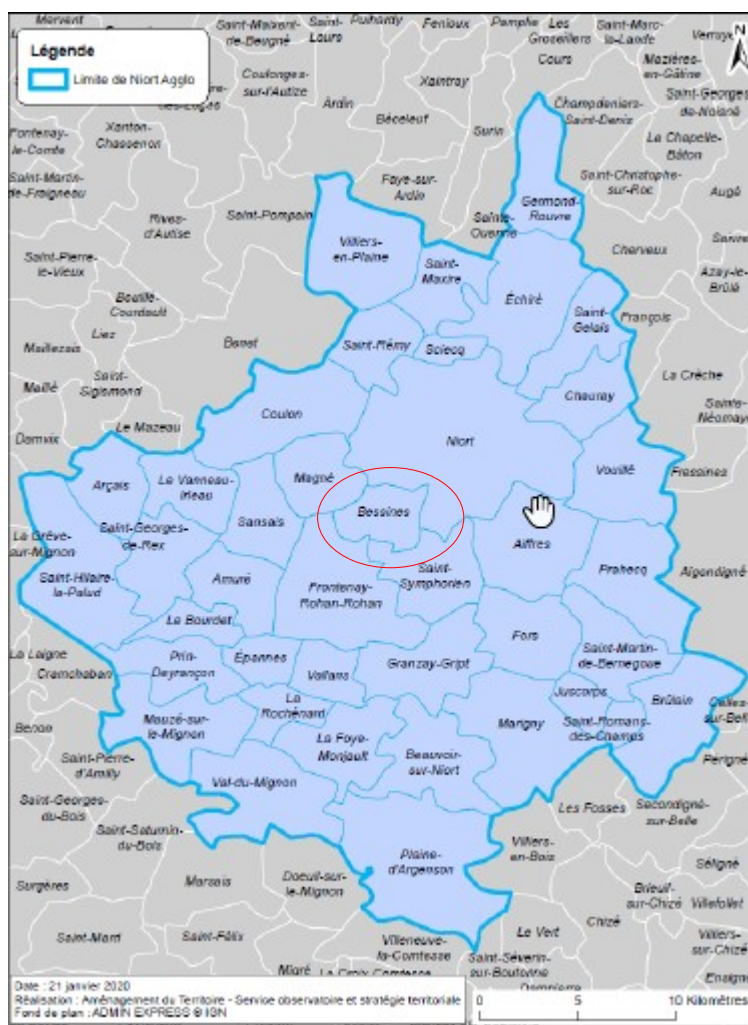 Mervent
Saint-Maixent-
de-Beugné
Saint-
Laurs
Puihardy
Fenioux
Pamplie
Les
Groseillers
Saint-Marc-
la-Lande
Cours
Mazières-
en-Gâtine
N
Légende
Limite de Niort Agglo
Coulonges-
sur-l'Autize
Ardin
Xaintray
Béceleuf
Surin
Champdeniers-
Saint-Denis
Saint-Georges-
de-Noisné
La Chapelle-
Bâton
Fontenay-
le-Comte
Xanton-
Chassenon
Saint-Martin-
de-Fraigneau
Faye-sur-
Ardin
Saint-Christophe-
sur-Roc
Augé
Rives-
d'Autise
Saint-Pompain
Sainte-
Ouenne
Germond-
Rouvre
Cherveux
Saint-Pierre-
le-Vieux
Villiers-
en-Plaine
Saint-
Maxire
Azay-le-
Brûlé
Bouille-
Courdault
Échiré
Saint-
Gelais
François
Liez
Maillezais
Benet
Saint-Rémy
Sciecq
Saint-
Sigismond
Maillé
La Crèche
Chauray
Sainte-
Néomaye
Coulon
Le Mazeau
Damvix
Niort
Vouillé
Fressines
Arçais
Le Vanneau-
Irleau
Magné
Bessines
Sansais
Saint-Georges-
de-Rex
La Grève-
sur-Mignon
Aiffres
Saint-Hilaire-
la-Palud
Amuré
Frontenay-
Rohan-Rohan
Saint-
Symphorien
Prahecq
Aigondigné
Le Bourdet
Fors
La Laigne
Cramchaban
Prin-
Deyrançon
Épannes
Vallans
Granzay-Gript
Saint-Martin-
de-Bernegoue
Juscorps
Brûlain
Celles-
sur-Bell
La
Rochénard
Mauzé-sur-
le-Mignon
Marigny
Saint-Romans-
des-Champs
Benon
La Foye-
Monjault
Beauvoir-
sur-Niort
Périgné
Saint-Pierre-
d'Amilly
Val-du-Mignon
Saint-Georges-
du-Bois
Les Fosses
Secondigné-
sur-Belle
Saint-Saturnin-
du-Bois
Villiers-
en-Bois
Plaine-
d'Argenson
Séligné
Surgères
Marsais
Doeuil-sur-
le-Mignon
Brieuil-
sur-Chizé
Villefollet
Chizé
Saint-Mard
Saint-Félix
Villeneuve-
la-Comtesse
Le Vert
Villiers-
sur-Chizé
Saint-Séverin-
sur-Boutonne
Migré
La Croix-Comtesse
Dampierre
Ensigné
Date : 21 janvier 2020
Réalisation : Aménagement du Territoire - Service observatoire et stratégie territoriale
Fond de plan : ADMIN EXPRESS © IGN
0 5 10 Kilomètres